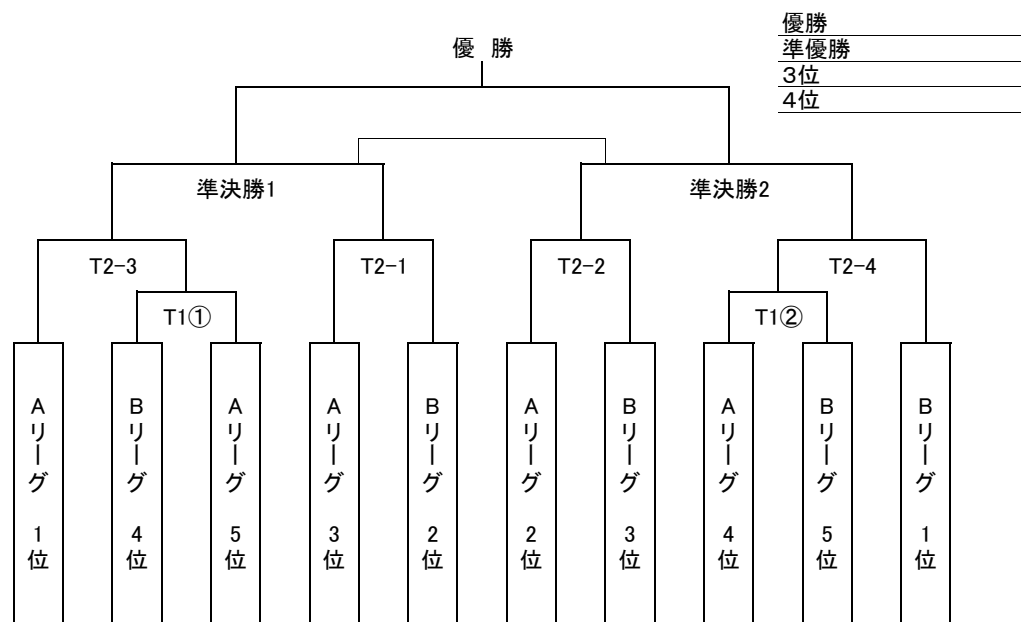 優勝
準優勝
3位
4位
優 勝
準決勝1
準決勝2
T2-3
T2-1
T2-2
T2-4
T1①
T1②
Aリーグ 1位
Bリーグ 4位
Aリーグ 5位
Aリーグ 3位
Bリーグ 2位
Aリーグ 2位
Bリーグ 3位
Aリーグ 4位
Bリーグ 5位
Bリーグ 1位